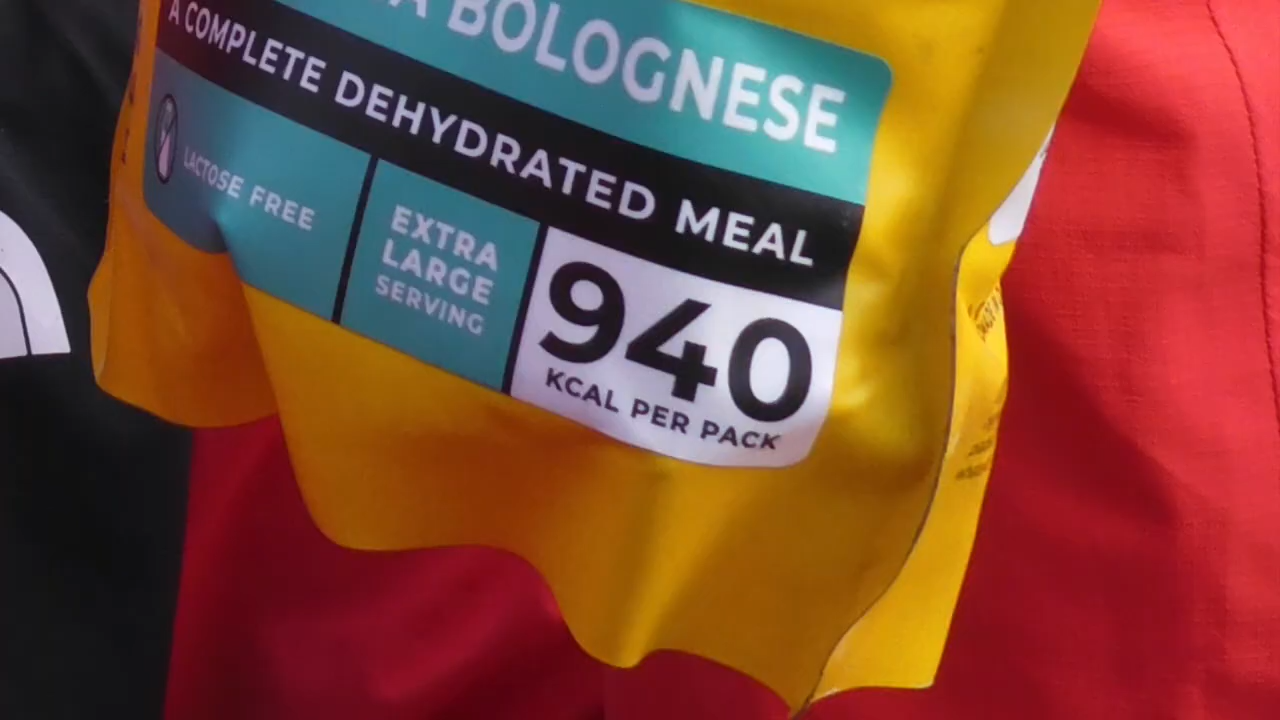 BOLOGNESE
A COMPLETE DEHYDRATED MEAL
LACTOSE FREE
EXTRA
LARGE
SERVING
940
KCAL PER PACK